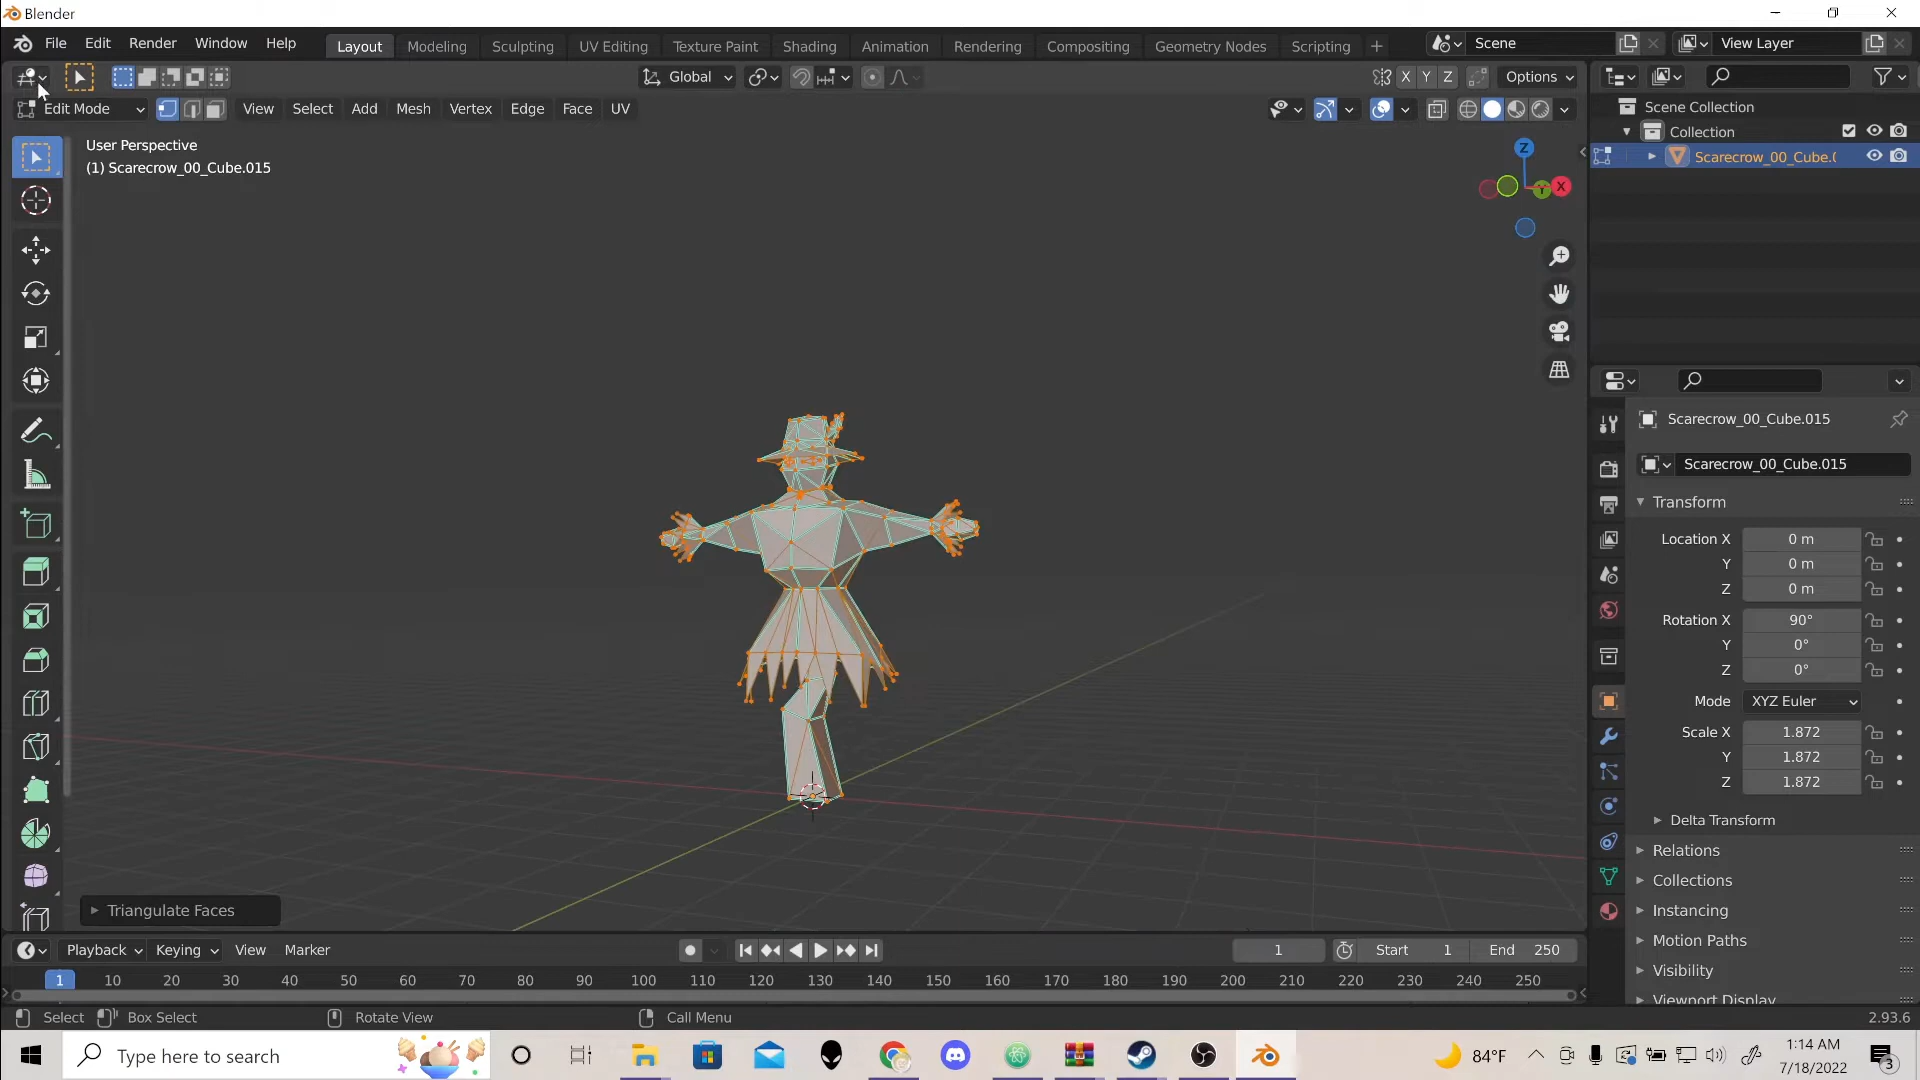 Blender
File Edit Render Window Help Layout Modeling Sculpting UV Editing Texture Paint Shading Animation Rendering Compositing Geometry Nodes Scripting + Scene View Layer
Global X Y Z Options
Edit Mode View Select Add Mesh Vertex Edge Face UV
User Perspective
(1) Scarecrow_00_Cube.015
Z
X
Y
Scene Collection
Collection
Scarecrow_00_Cube.(
Scarecrow_00_Cube.015
Scarecrow_00_Cube.015
Transform
Location X 0 m
Y 0 m
Z 0 m
Rotation X 90°
Y 0°
Z 0°
Mode XYZ Euler
Scale X 1.872
Y 1.872
Z 1.872
Delta Transform
Relations
Collections
Instancing
Motion Paths
Visibility
Viewport Display
Triangulate Faces
Playback Keying View Marker 1 Start 1 End 250
1 10 20 30 40 50 60 70 80 90 100 110 120 130 140 150 160 170 180 190 200 210 220 230 240 250
Select Box Select Rotate View Call Menu 2.93.6
Type here to search 84°F 1:14 AM
7/18/2022 3